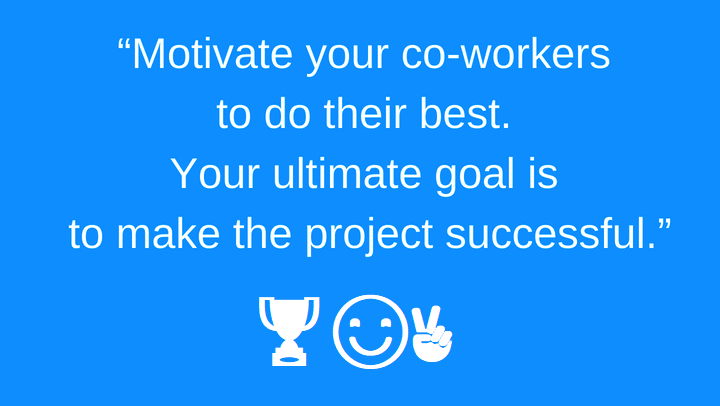 “Motivate your co-workers
to do their best.
Your ultimate goal is
to make the project successful.”